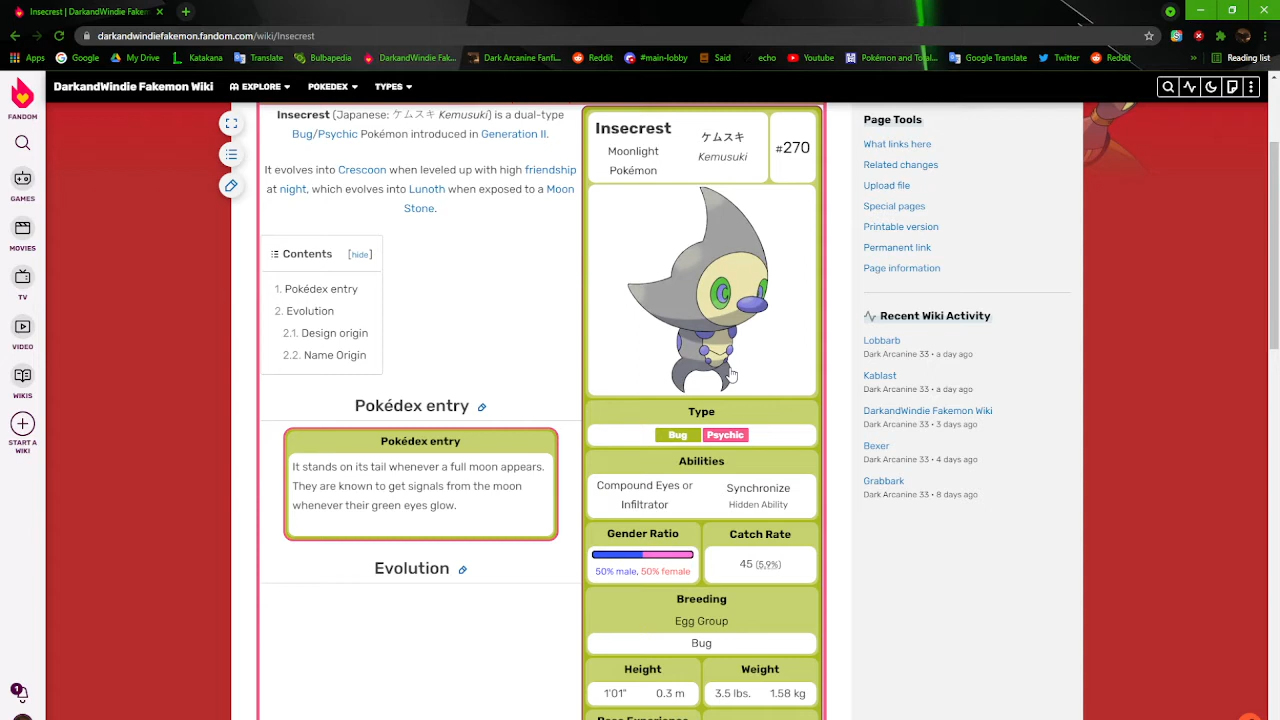 Insecrest | DarkandWindie Fakem
darkandwindiefakemon.fandom.com/wiki/Insecrest
Apps
Google
My Drive
Katakana
Translate
Bulbapedia
DarkandWindie Fak...
Dark Arcanine Fanfi...
Reddit
#main-lobby
Said
echo
YouTube
Pokémon and Total...
Google Translate
Twitter
Reddit
»
Reading list
DarkandWindie Fakemon Wiki
EXPLORE
POKEDEX
TYPES
FANDOM
GAMES
MOVIES
TV
VIDEO
WIKIS
START A
WIKI
1
Insecrest (Japanese: ケムスキ Kemusuki) is a dual-type
Bug/Psychic Pokémon introduced in Generation II.
It evolves into Crescoon when leveled up with high friendship
at night, which evolves into Lunoth when exposed to a Moon
Stone.
Contents [hide]
1. Pokédex entry
2. Evolution
2.1. Design origin
2.2. Name Origin
Pokédex entry
Pokédex entry
It stands on its tail whenever a full moon appears.
They are known to get signals from the moon
whenever their green eyes glow.
Evolution
Insecrest
Moonlight
Pokémon
ケムスキ
Kemusuki
#270
Type
Bug Psychic
Abilities
Compound Eyes or
Infiltrator
Synchronize
Hidden Ability
Gender Ratio
50% male, 50% female
Catch Rate
45 (5.9%)
Breeding
Egg Group
Bug
Height
1'01" 0.3 m
Weight
3.5 lbs. 1.58 kg
Base Experience
Page Tools
What links here
Related changes
Upload file
Special pages
Printable version
Permanent link
Page information
Recent Wiki Activity
Lobbarb
Dark Arcanine 33 • a day ago
Kablast
Dark Arcanine 33 • a day ago
DarkandWindie Fakemon Wiki
Dark Arcanine 33 • 3 days ago
Bexer
Dark Arcanine 33 • 4 days ago
Grabbark
Dark Arcanine 33 • 8 days ago